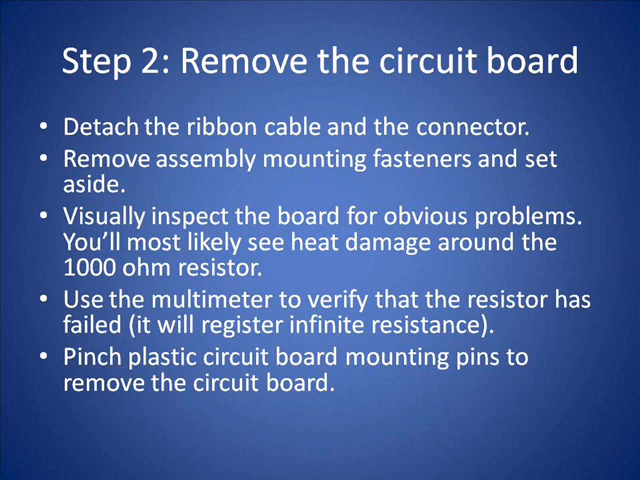 Step 2: Remove the circuit board
• Detach the ribbon cable and the connector.
• Remove assembly mounting fasteners and set
aside.
• Visually inspect the board for obvious problems.
You’ll most likely see heat damage around the
1000 ohm resistor.
• Use the multimeter to verify that the resistor has
failed (it will register infinite resistance).
• Pinch plastic circuit board mounting pins to
remove the circuit board.